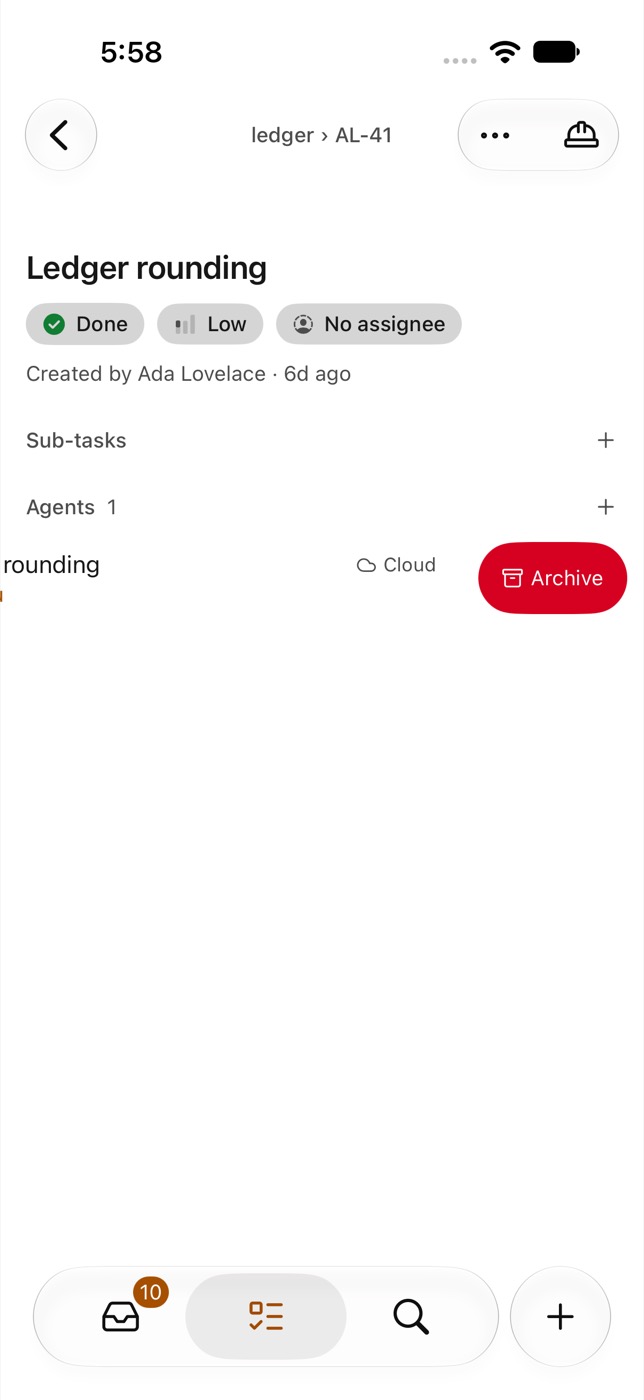 5:58
ledger › AL-41
Ledger rounding
Done
Low
No assignee
Created by Ada Lovelace · 6d ago
Sub-tasks
Agents 1
rounding
Cloud
Archive
10